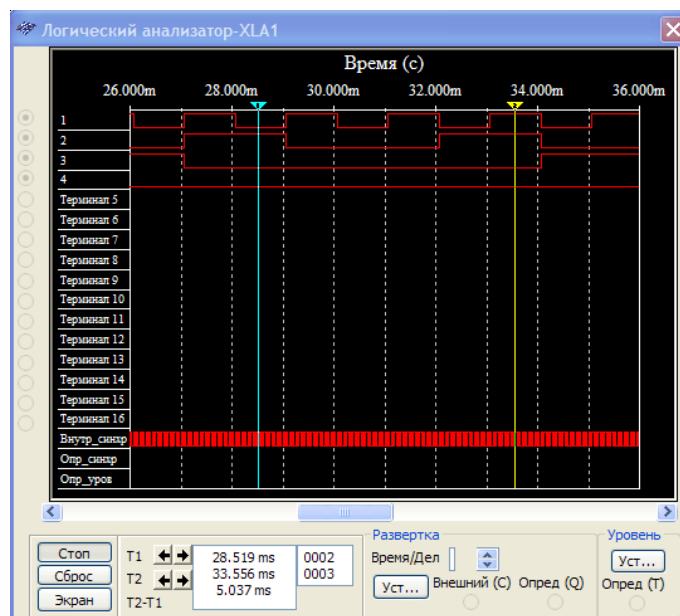 Логический анализатор-XLA1
Время (с)
26.000m 28.000m 30.000m 32.000m 34.000m 36.000m
1 2
1
2
3
4
Терминал 5
Терминал 6
Терминал 7
Терминал 8
Терминал 9
Терминал 10
Терминал 11
Терминал 12
Терминал 13
Терминал 14
Терминал 15
Терминал 16
Внутр_синхр
Опр_синхр
Опр_уров
Стоп
Сброс
Экран
T1
T2
T2-T1
28.519 ms
33.556 ms
5.037 ms
0002
0003
Развертка
Время/Дел
Уст... Внешний (C) Опред (Q)
Уровень
Уст...
Опред (T)